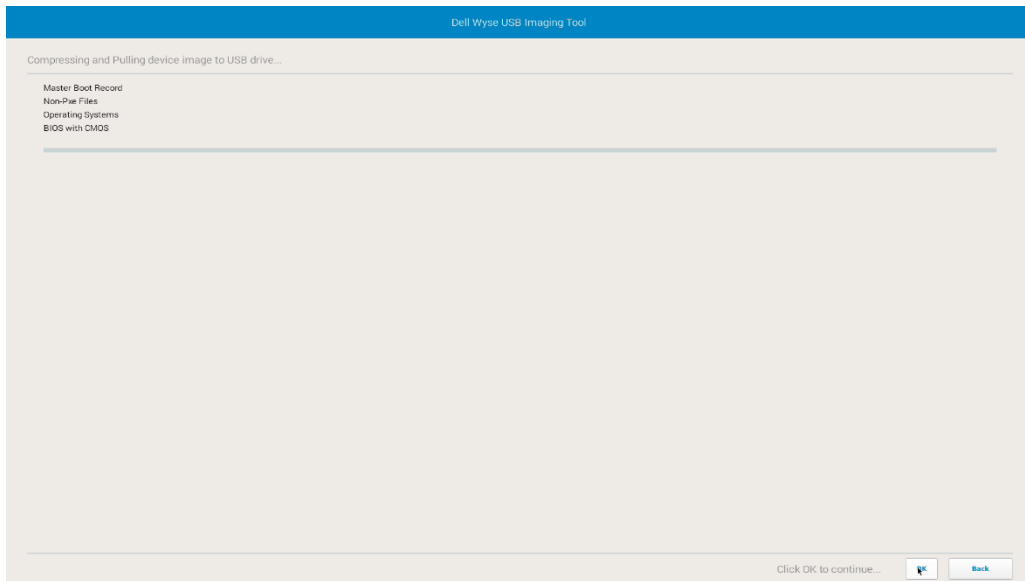 Dell Wyse USB Imaging Tool
Compressing and Pulling device image to USB drive...
Master Boot Record
Non-Pxe Files
Operating Systems
BIOS with CMOS
Click OK to continue...
OK
Back